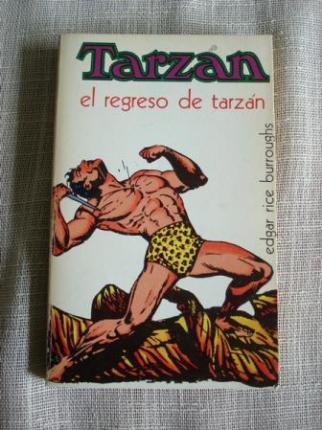 Tarzan
el regreso de tarzán
edgar rice burroughs